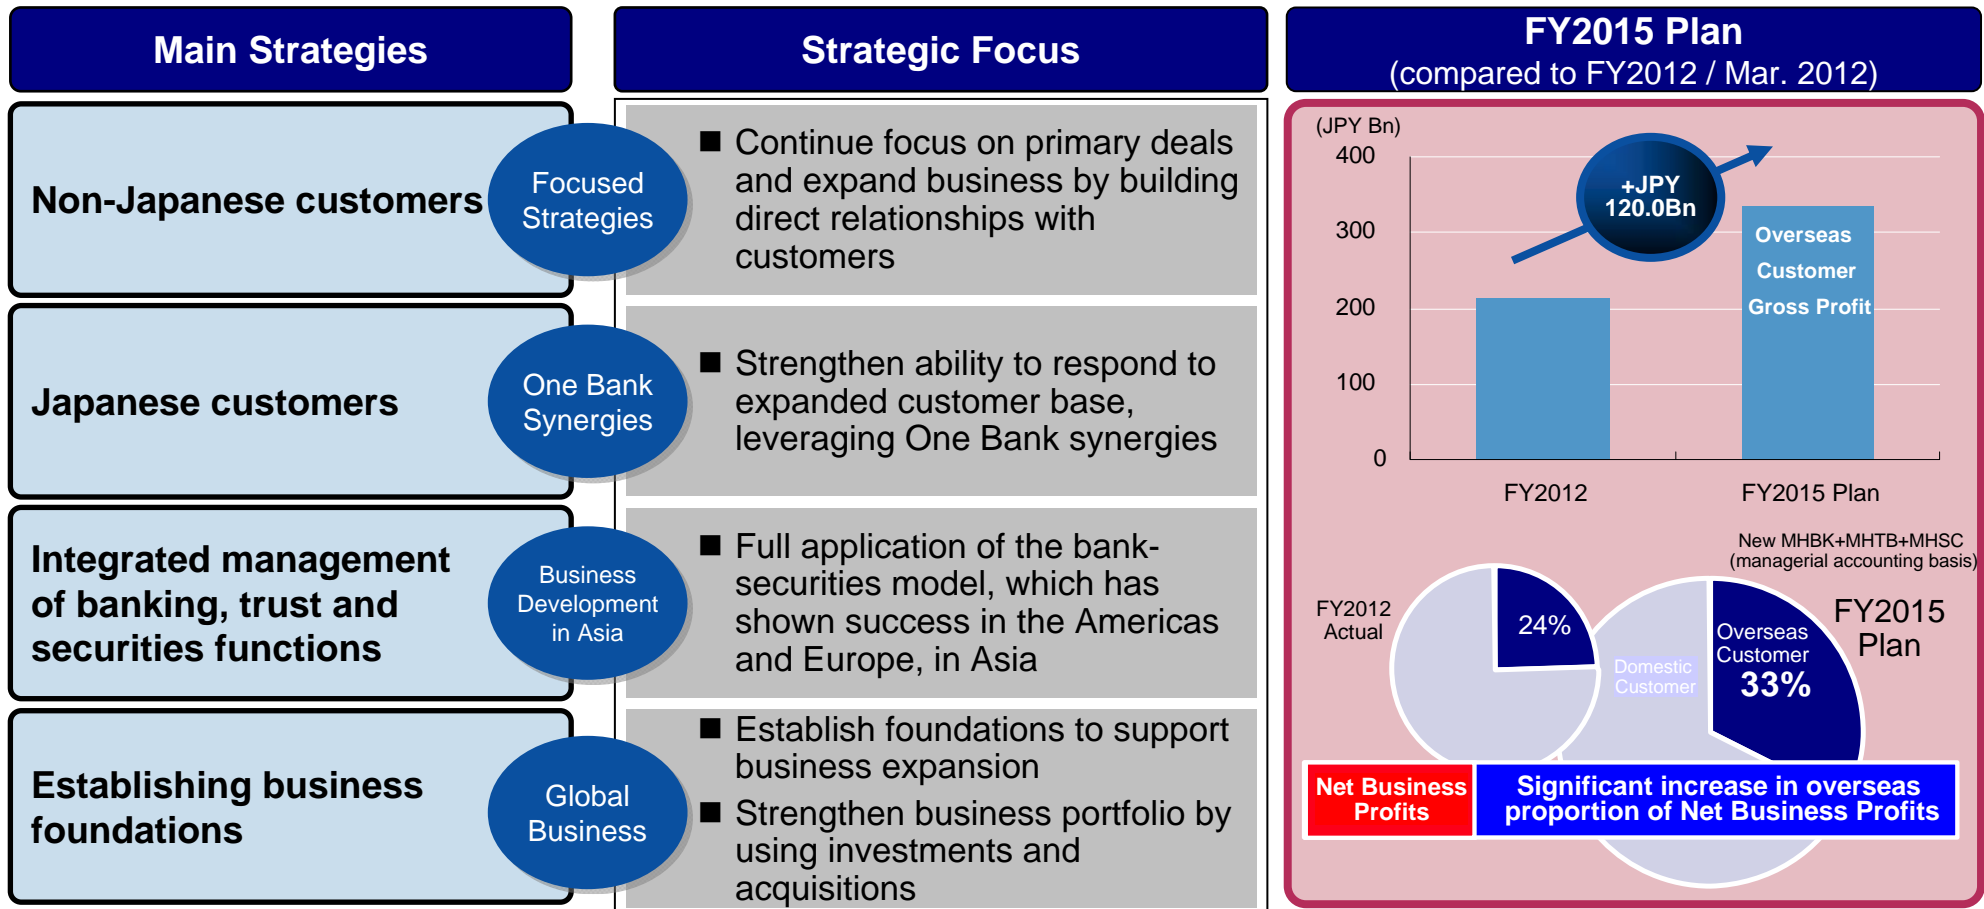 Main Strategies
Strategic Focus
FY2015 Plan
(compared to FY2012 / Mar. 2012)
Non-Japanese customers
Focused
Strategies
■ Continue focus on primary deals
and expand business by building
direct relationships with
customers
Japanese customers
One Bank
Synergies
■ Strengthen ability to respond to
expanded customer base,
leveraging One Bank synergies
Integrated management
of banking, trust and
securities functions
Business
Development
in Asia
■ Full application of the bank-
securities model, which has
shown success in the Americas
and Europe, in Asia
Establishing business
foundations
Global
Business
■ Establish foundations to support
business expansion
■ Strengthen business portfolio by
using investments and
acquisitions
(JPY Bn)
400
300
200
100
0
+JPY
120.0Bn
Overseas
Customer
Gross Profit
FY2012
FY2015 Plan
New MHBK+MHTB+MHSC
(managerial accounting basis)
FY2012
Actual
24%
Domestic
Customer
Overseas
Customer
33%
FY2015
Plan
Net Business
Profits
Significant increase in overseas
proportion of Net Business Profits